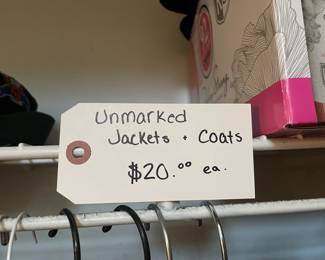 Unmarked
Jackets + Coats
$20.00 ea.